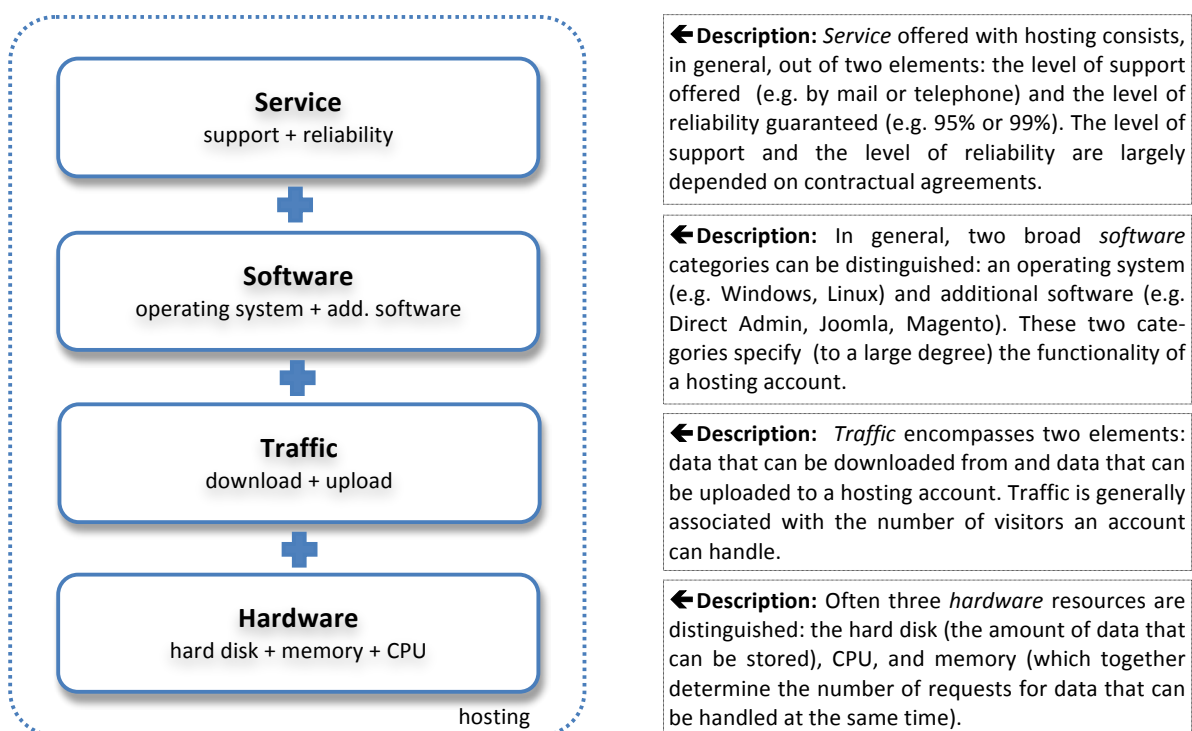 Service
support + reliability
Software
operating system + add. software
Traffic
download + upload
Hardware
hard disk + memory + CPU
hosting
🡸Description: Service offered with hosting consists,
in general, out of two elements: the level of support
offered (e.g. by mail or telephone) and the level of
reliability guaranteed (e.g. 95% or 99%). The level of
support and the level of reliability are largely
depended on contractual agreements.
🡸Description: In general, two broad software
categories can be distinguished: an operating system
(e.g. Windows, Linux) and additional software (e.g.
Direct Admin, Joomla, Magento). These two cate-
gories specify (to a large degree) the functionality of
a hosting account.
🡸Description: Traffic encompasses two elements:
data that can be downloaded from and data that can
be uploaded to a hosting account. Traffic is generally
associated with the number of visitors an account
can handle.
🡸Description: Often three hardware resources are
distinguished: the hard disk (the amount of data that
can be stored), CPU, and memory (which together
determine the number of requests for data that can
be handled at the same time).